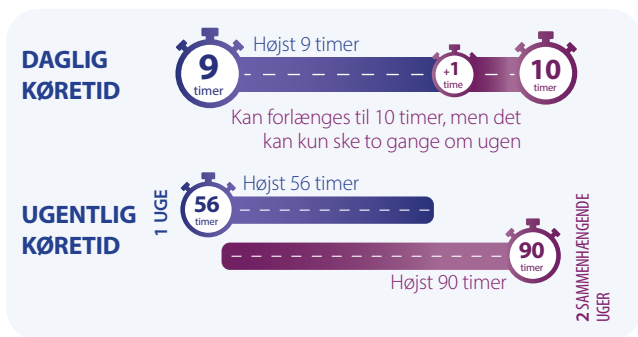 DAGLIG
KØRETID
9
timer
Højst 9 timer
+1
time
10
timer
Kan forlænges til 10 timer, men det
kan kun ske to gange om ugen
UGENTLIG
KØRETID
1 UGE
56
timer
Højst 56 timer
90
timer
Højst 90 timer
2 SAMMENHÆNGENDE
UGER